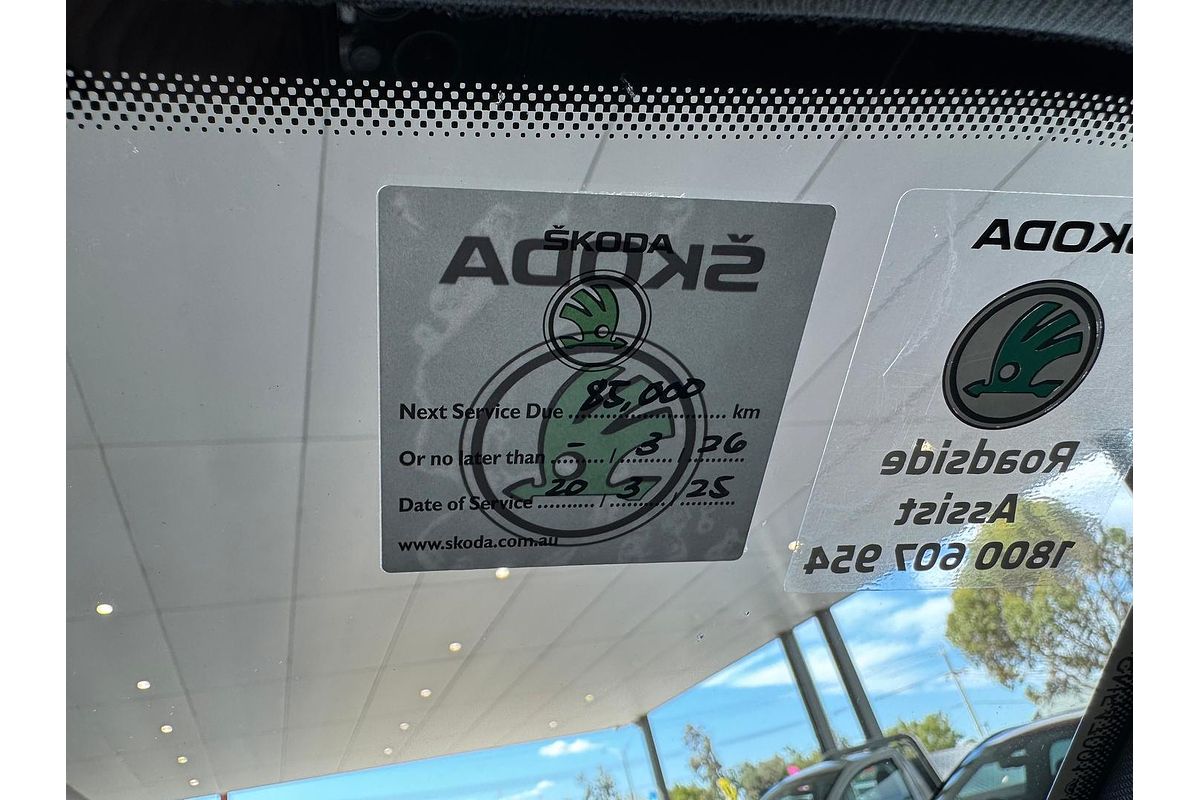 ŠKODA
ŠKODA
Next Service Due 85,000 km
Or no later than - / 3 26
Date of Service 20 / 3 / 25
www.skoda.com.au
ŠKODA
Roadside
Assist
1800 607 954